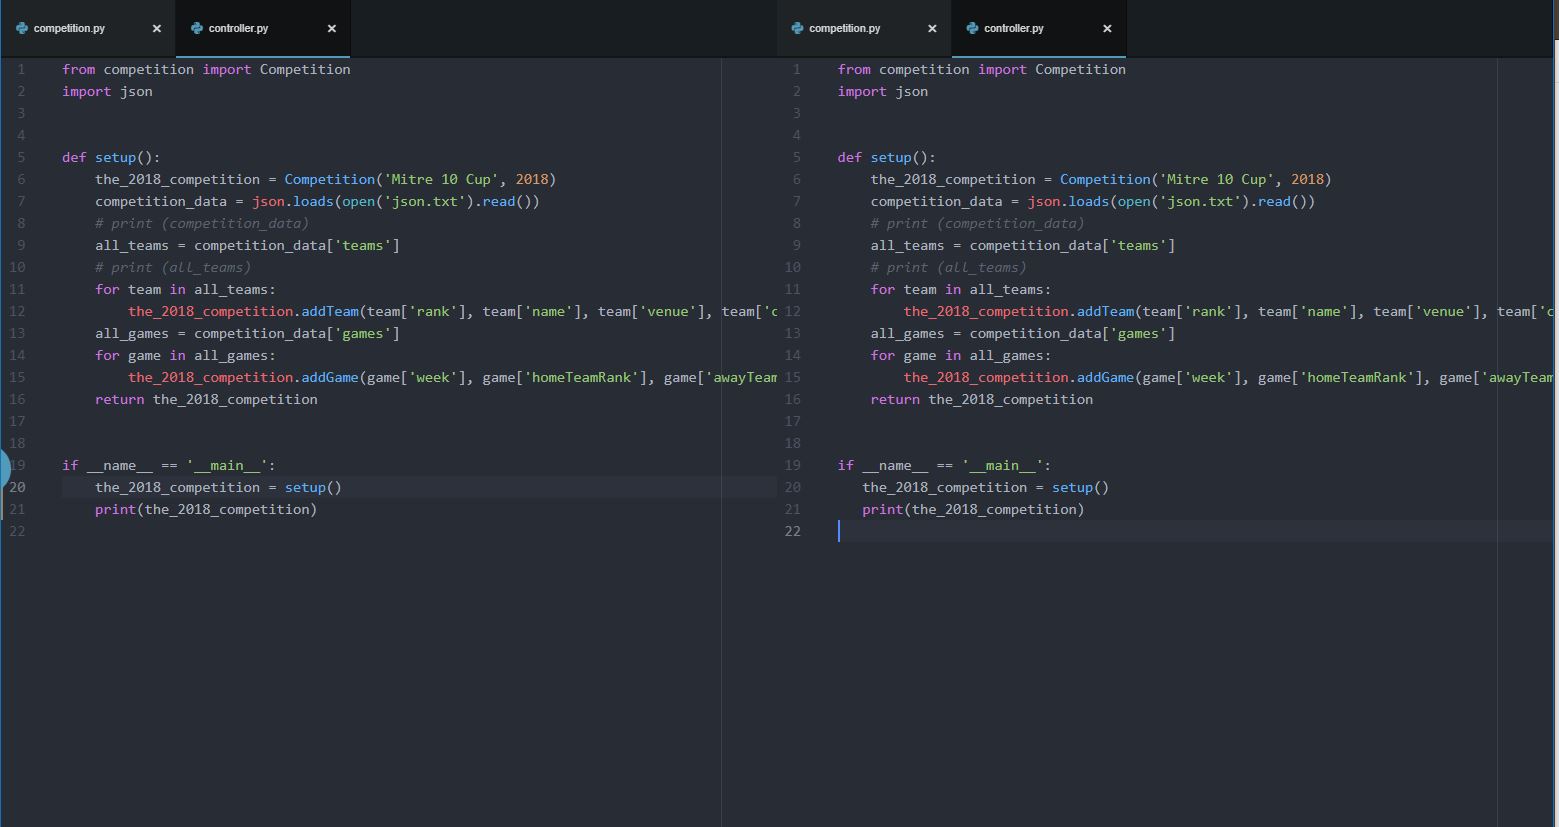 competition.py
controller.py
1 from competition import Competition
2 import json
3
4
5 def setup():
6     the_2018_competition = Competition('Mitre 10 Cup', 2018)
7     competition_data = json.loads(open('json.txt').read())
8     # print (competition_data)
9     all_teams = competition_data['teams']
10     # print (all_teams)
11     for team in all_teams:
12         the_2018_competition.addTeam(team['rank'], team['name'], team['venue'], team['c
13     all_games = competition_data['games']
14     for game in all_games:
15         the_2018_competition.addGame(game['week'], game['homeTeamRank'], game['awayTeam
16     return the_2018_competition
17
18
19 if __name__ == '__main__':
20     the_2018_competition = setup()
21     print(the_2018_competition)
22
competition.py
controller.py
1 from competition import Competition
2 import json
3
4
5 def setup():
6     the_2018_competition = Competition('Mitre 10 Cup', 2018)
7     competition_data = json.loads(open('json.txt').read())
8     # print (competition_data)
9     all_teams = competition_data['teams']
10     # print (all_teams)
11     for team in all_teams:
12         the_2018_competition.addTeam(team['rank'], team['name'], team['venue'], team['c
13     all_games = competition_data['games']
14     for game in all_games:
15         the_2018_competition.addGame(game['week'], game['homeTeamRank'], game['awayTeam
16     return the_2018_competition
17
18
19 if __name__ == '__main__':
20    the_2018_competition = setup()
21    print(the_2018_competition)
22